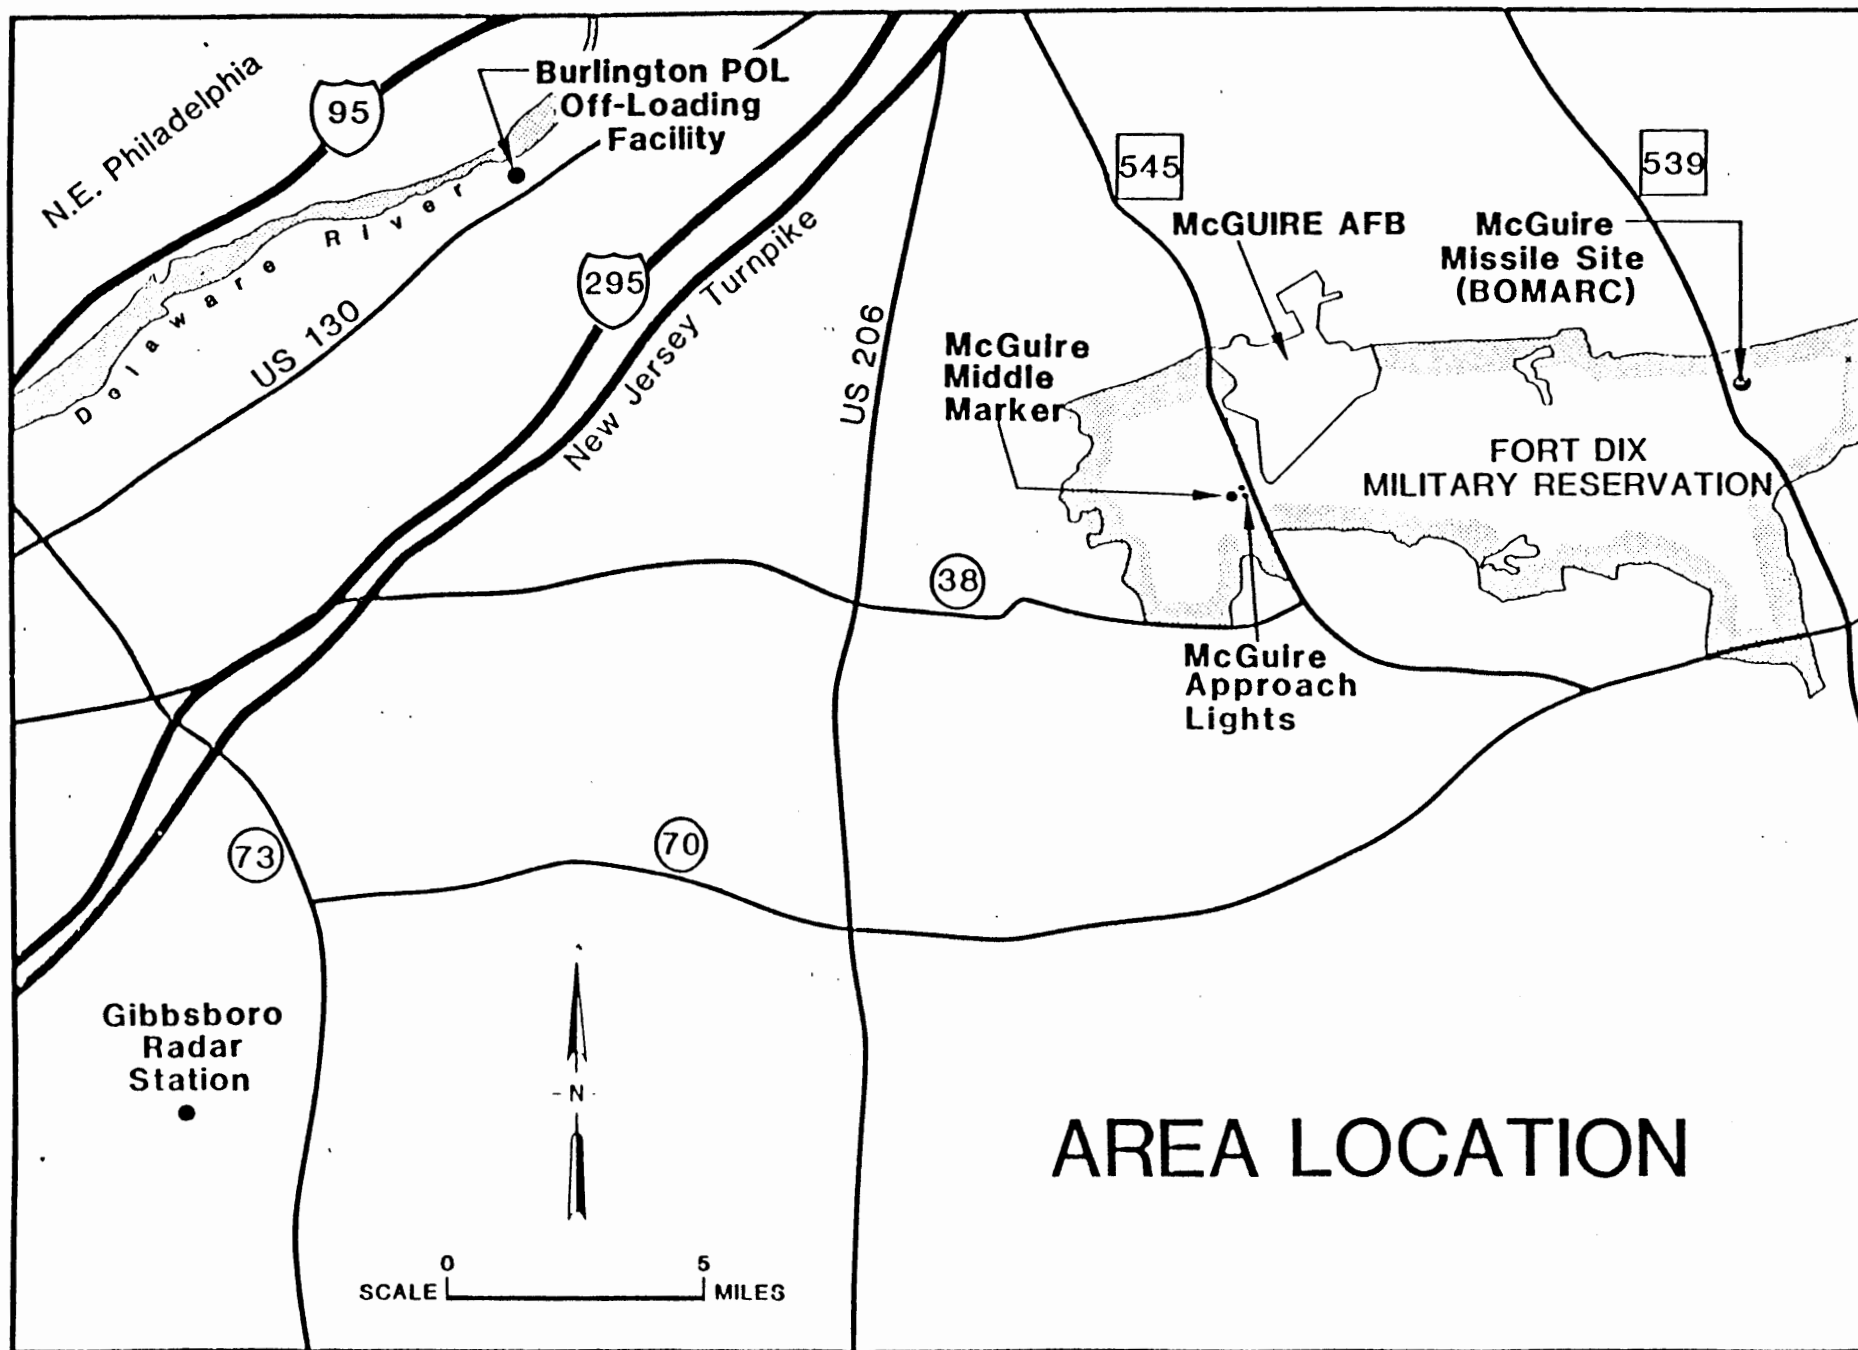 N.E. Philadelphia
95
Burlington POL
Off-Loading
Facility
Delaware River
US 130
295
New Jersey Turnpike
US 206
545
539
McGUIRE AFB
McGuire
Missile Site
(BOMARC)
McGuire
Middle
Marker
FORT DIX
MILITARY RESERVATION
38
McGuire
Approach
Lights
73
70
Gibbsboro
Radar
Station
- N -
AREA LOCATION
0 5
SCALE MILES